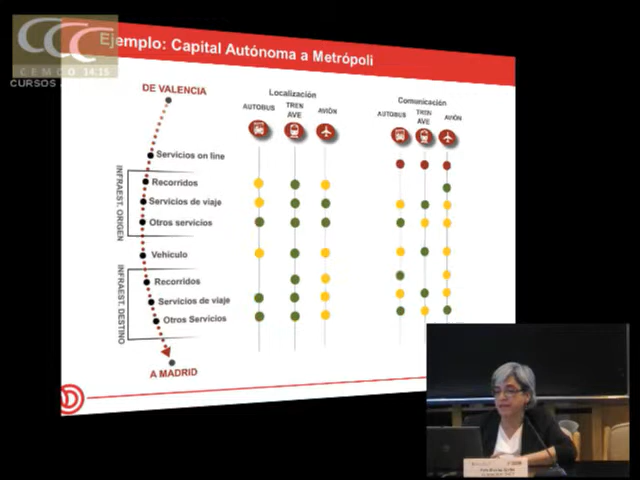 Ejemplo: Capital Autónoma a Metrópoli
CCC
CEMCO 14-15
CURSOS
DE VALENCIA
Localización
AUTOBUS
TREN AVE
AVIÓN
Comunicación
AUTOBUS
TREN AVE
AVIÓN
Servicios on line
INFRAEST. ORIGEN
Recorridos
Servicios de viaje
Otros servicios
Vehículo
INFRAEST. DESTINO
Recorridos
Servicios de viaje
Otros Servicios
A MADRID